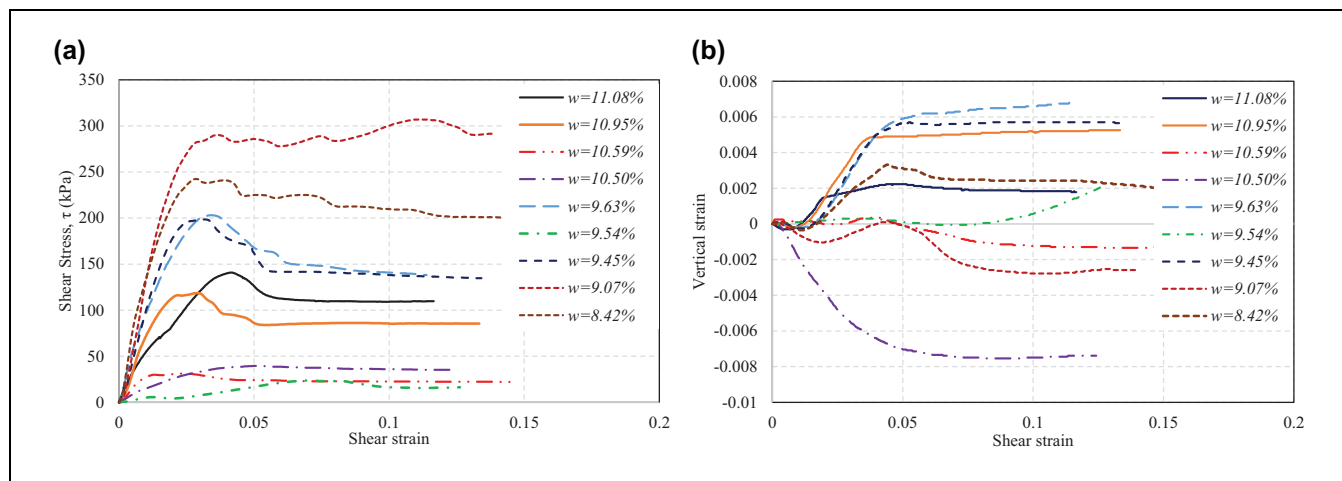 (a)
Shear Stress, τ (kPa)
350
300
250
200
150
100
50
0
0 0.05 0.1 0.15 0.2
Shear strain
w=11.08%
w=10.95%
w=10.59%
w=10.50%
w=9.63%
w=9.54%
w=9.45%
w=9.07%
w=8.42%
(b)
Vertical strain
0.008
0.006
0.004
0.002
0
-0.002
-0.004
-0.006
-0.008
-0.01
0 0.05 0.1 0.15 0.2
Shear strain
w=11.08%
w=10.95%
w=10.59%
w=10.50%
w=9.63%
w=9.54%
w=9.45%
w=9.07%
w=8.42%